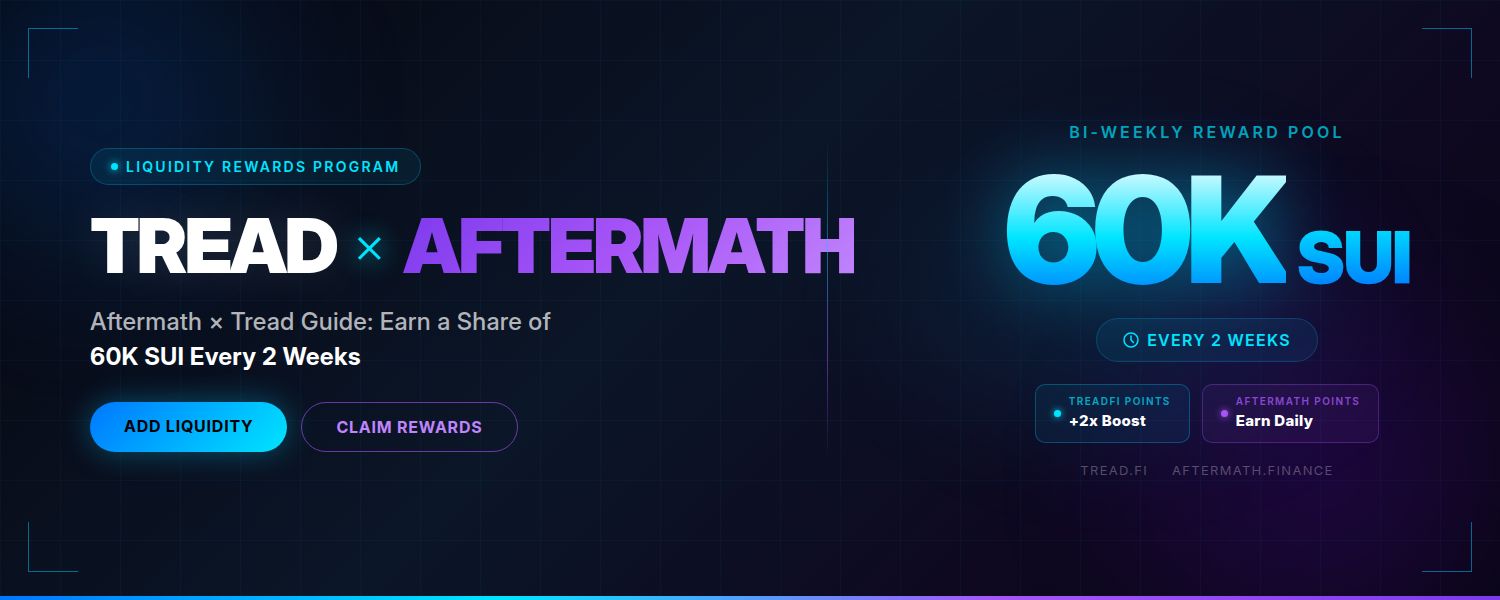 LIQUIDITY REWARDS PROGRAM
TREAD × AFTERMATH
Aftermath × Tread Guide: Earn a Share of
60K SUI Every 2 Weeks
ADD LIQUIDITY
CLAIM REWARDS
BI-WEEKLY REWARD POOL
60K SUI
EVERY 2 WEEKS
TREADFI POINTS
+2x Boost
AFTERMATH POINTS
Earn Daily
TREAD.FI
AFTERMATH.FINANCE